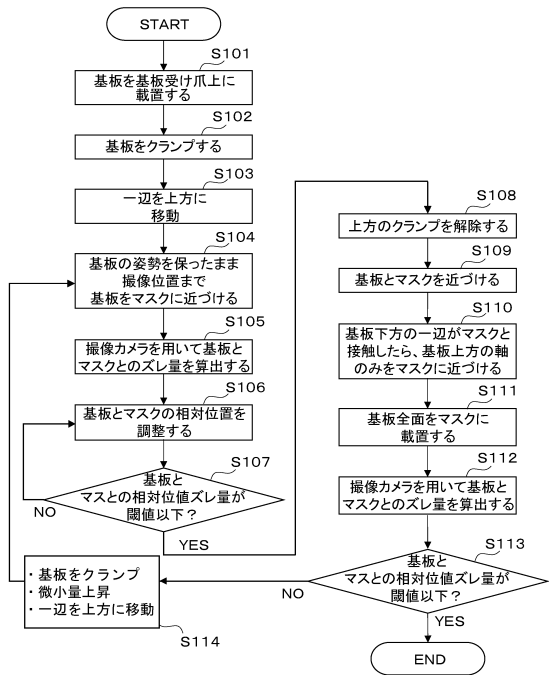 START
S101
基板を基板受け爪上に
載置する
S102
基板をクランプする
S103
一辺を上方に
移動
S104
基板の姿勢を保ったまま
撮像位置まで
基板をマスクに近づける
S105
撮像カメラを用いて基板と
マスクとのズレ量を算出する
S106
基板とマスクの相対位置を
調整する
S107
基板と
マスとの相対位値ズレ量が
閾値以下?
NO
YES
S108
上方のクランプを解除する
S109
基板とマスクを近づける
S110
基板下方の一辺がマスクと
接触したら、基板上方の軸
のみをマスクに近づける
S111
基板全面をマスクに
載置する
S112
撮像カメラを用いて基板と
マスクとのズレ量を算出する
S113
基板と
マスとの相対位値ズレ量が
閾値以下?
NO
YES
・基板をクランプ
・微小量上昇
・一辺を上方に移動
S114
END